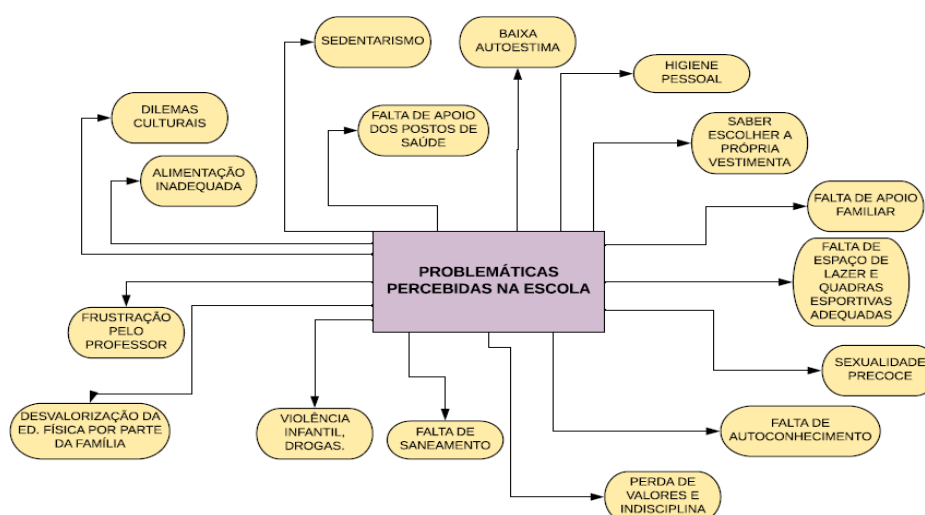 SEDENTARISMO
BAIXA
AUTOESTIMA
HIGIENE
PESSOAL
DILEMAS
CULTURAIS
FALTA DE APOIO
DOS POSTOS DE
SAÚDE
SABER
ESCOLHER A
PRÓPRIA
VESTIMENTA
ALIMENTAÇÃO
INADEQUADA
FALTA DE APOIO
FAMILIAR
PROBLEMÁTICAS
PERCEBIDAS NA ESCOLA
FALTA DE
ESPAÇO DE
LAZER E
QUADRAS
ESPORTIVAS
ADEQUADAS
FRUSTRAÇÃO
PELO
PROFESSOR
SEXUALIDADE
PRECOCE
DESVALORIZAÇÃO DA
ED. FÍSICA POR PARTE
DA FAMÍLIA
VIOLÊNCIA
INFANTIL,
DROGAS.
FALTA DE
SANEAMENTO
FALTA DE
AUTOCONHECIMENTO
PERDA DE
VALORES E
INDISCIPLINA